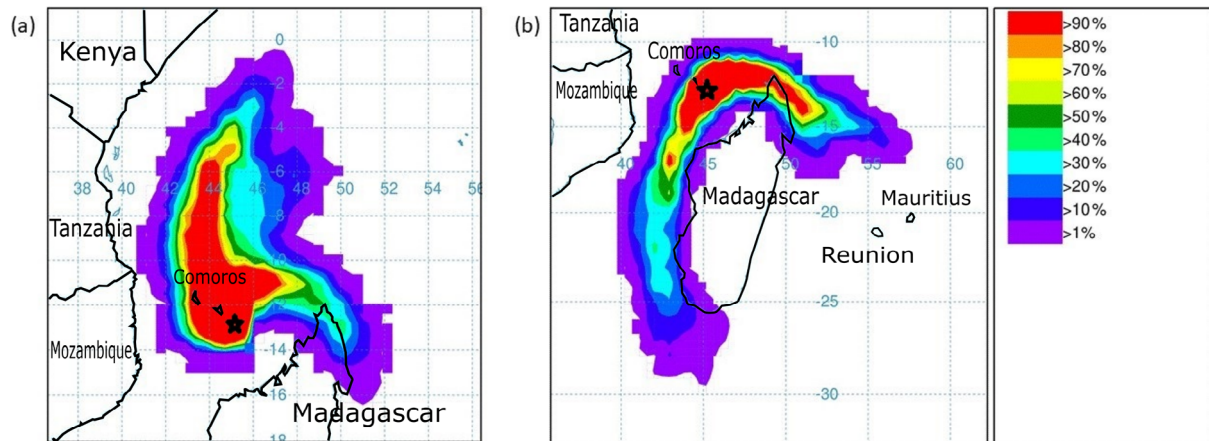 (a)
Kenya
0
-2
-4
-6
38 40 42 44 46 48 50 52 54 56
-8
Tanzania
-10
Comoros
Mozambique
-14
-16
Madagascar
18
(b)
Tanzania
-10
Comoros
Mozambique
-15
40 45 50 55 60
Madagascar
Mauritius
-20
Reunion
-25
-30
>90%
>80%
>70%
>60%
>50%
>40%
>30%
>20%
>10%
>1%